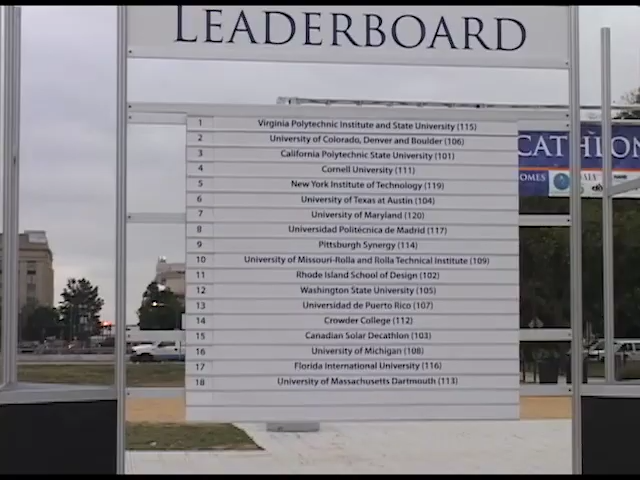 LEADERBOARD
1 Virginia Polytechnic Institute and State University (115)
2 University of Colorado, Denver and Boulder (106)
3 California Polytechnic State University (101)
4 Cornell University (111)
5 New York Institute of Technology (119)
6 University of Texas at Austin (104)
7 University of Maryland (120)
8 Universidad Politécnica de Madrid (117)
9 Pittsburgh Synergy (114)
10 University of Missouri-Rolla and Rolla Technical Institute (109)
11 Rhode Island School of Design (102)
12 Washington State University (105)
13 Universidad de Puerto Rico (107)
14 Crowder College (112)
15 Canadian Solar Decathlon (103)
16 University of Michigan (108)
17 Florida International University (116)
18 University of Massachusetts Dartmouth (113)
CATHLON
OMES